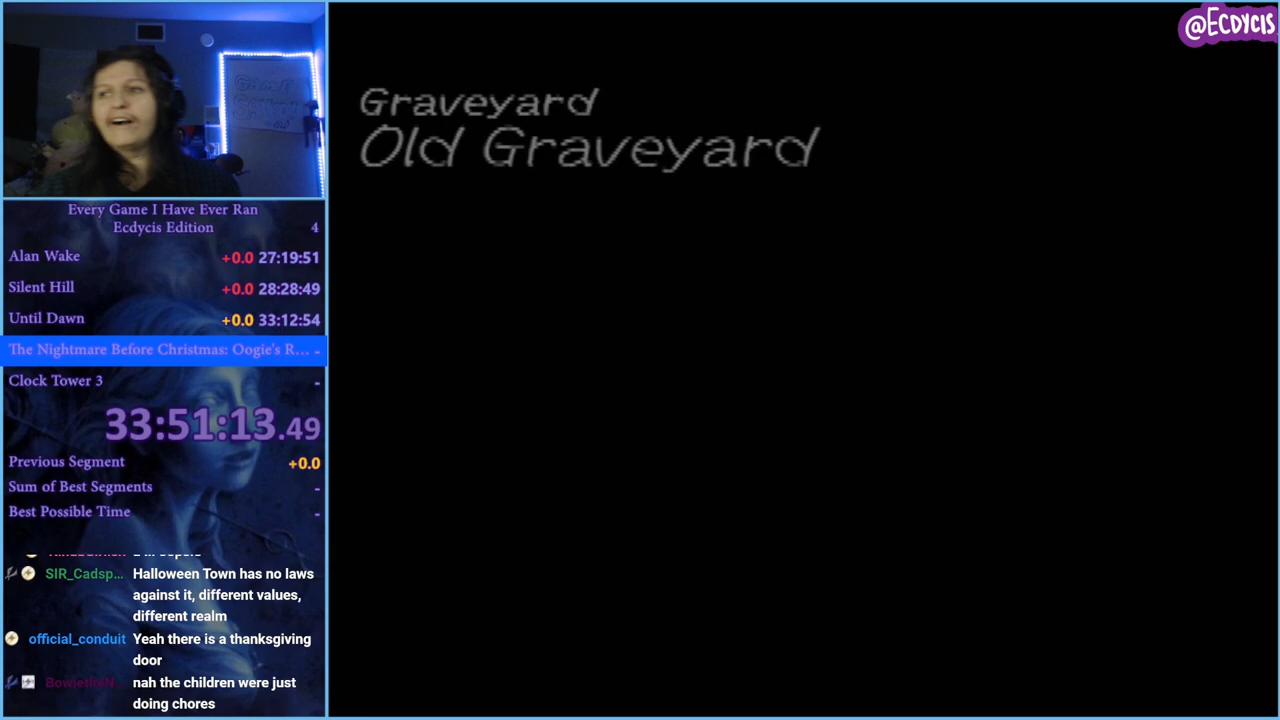 @ECDYCIS
Graveyard
Old Graveyard
Every Game I Have Ever Ran
Ecdycis Edition 4
Alan Wake +0.0 27:19:51
Silent Hill +0.0 28:28:49
Until Dawn +0.0 33:12:54
The Nightmare Before Christmas: Oogie's R... -
Clock Tower 3 -
33:51:13.49
Previous Segment +0.0
Sum of Best Segments -
Best Possible Time -
SIR_Cadsp... Halloween Town has no laws
against it, different values,
different realm
official_conduit Yeah there is a thanksgiving
door
nah the children were just
doing chores